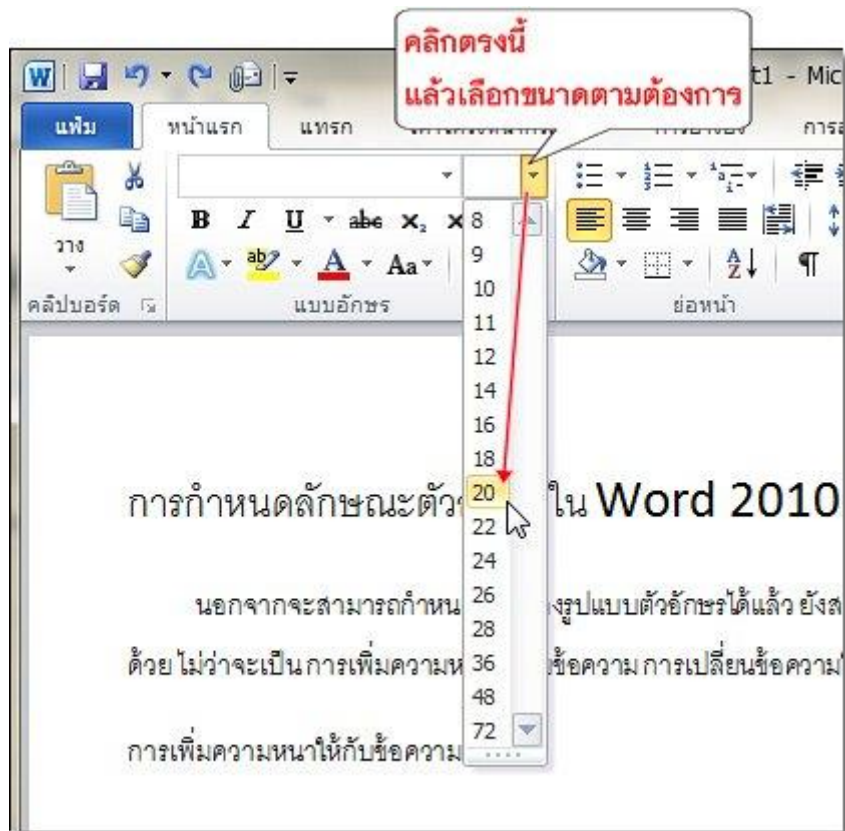 คลิกตรงนี้
แล้วเลือกขนาดตามต้องการ
t1 - Mic
แฟ้ม หน้าแรก แทรก
วาง
B I U abc X₂ X
Aa
คลิปบอร์ด แบบอักษร ย่อหน้า
8
9
10
11
12
14
16
18
20
22
24
26
28
36
48
72
การกำหนดลักษณะตัว ใน Word 2010
นอกจากจะสามารถกำหน งรูปแบบตัวอักษรได้แล้ว ยังส
ด้วย ไม่ว่าจะเป็น การเพิ่มความห ข้อความ การเปลี่ยนข้อความ
การเพิ่มความหนาให้กับข้อความ